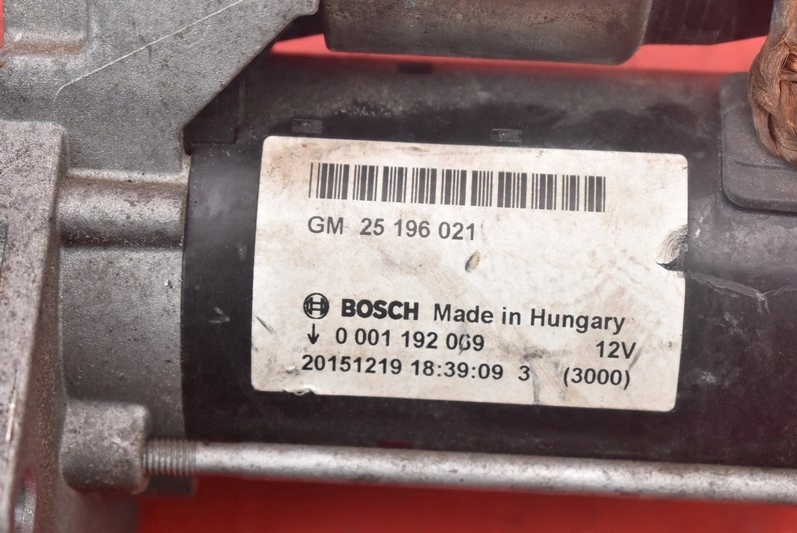 GM 25 196 021
BOSCH Made in Hungary
0 001 192 069 12V
20151219 18:39:09 3 (3000)